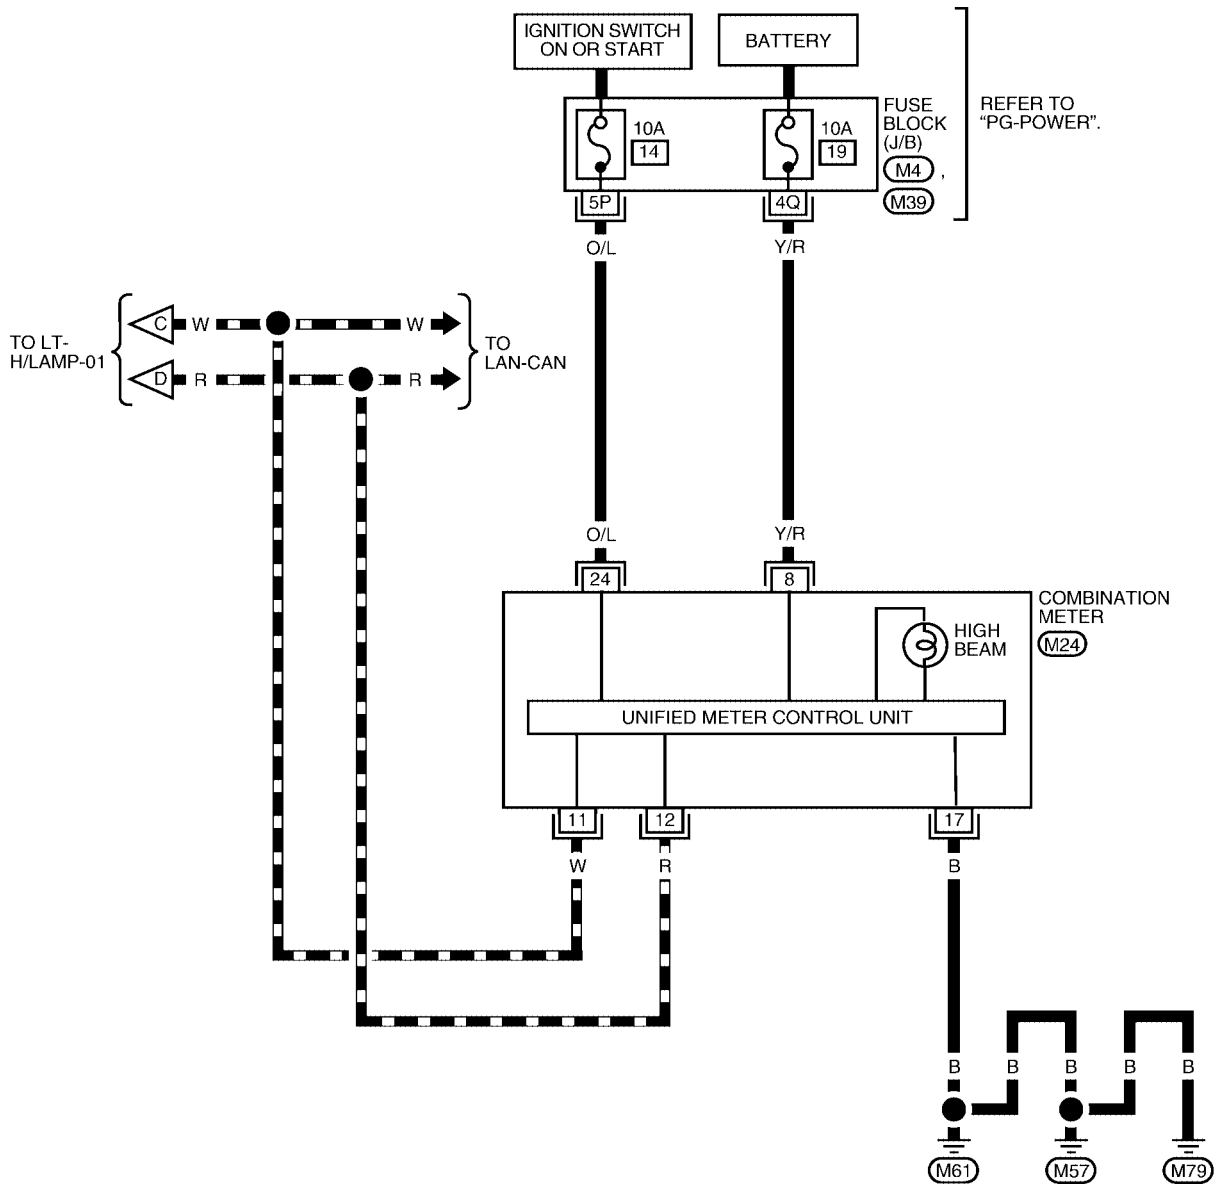 IGNITION SWITCH
ON OR START
BATTERY
FUSE
BLOCK
(J/B)
M4 ,
M39
REFER TO
“PG-POWER”.
10A
14
10A
19
5P
4Q
O/L
Y/R
TO LT-
H/LAMP-01
C
W
W
D
R
R
TO
LAN-CAN
O/L
Y/R
24
8
COMBINATION
METER
M24
HIGH
BEAM
UNIFIED METER CONTROL UNIT
11
12
17
W
R
B
B
B
B
B
B
M61
M57
M79